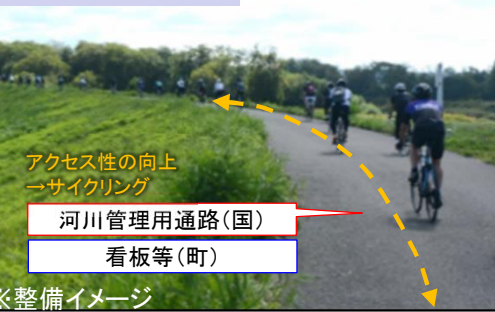 アクセス性の向上
→サイクリング
河川管理用通路(国)
看板等(町)
※整備イメージ